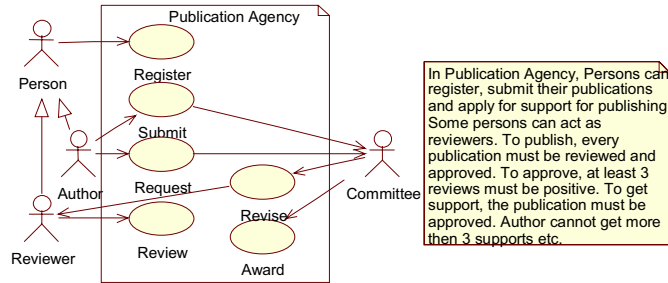 Publication Agency
Person
Register
Submit
Author
Request
Committee
Revise
Reviewer
Review
Award
In Publication Agency, Persons can
register, submit their publications
and apply for support for publishing
Some persons can act as
reviewers. To publish, every
publication must be reviewed and
approved. To approve, at least 3
reviews must be positive. To get
support, the publication must be
approved. Author cannot get more
then 3 supports etc.